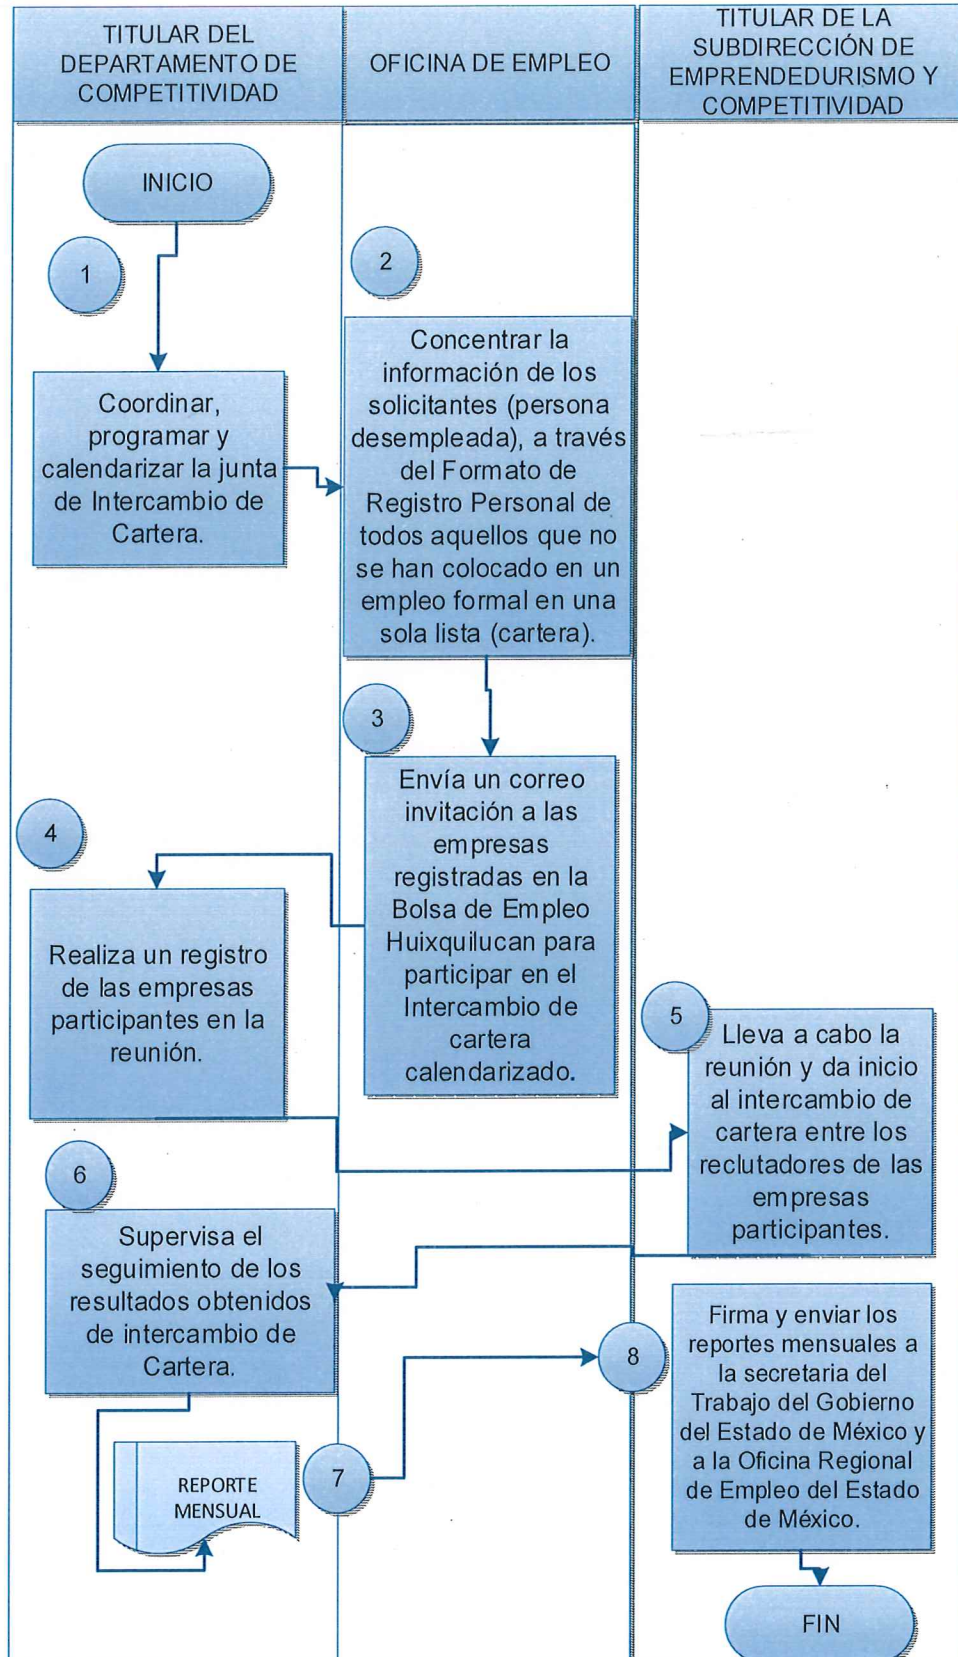 TITULAR DEL
DEPARTAMENTO DE
COMPETITIVIDAD
OFICINA DE EMPLEO
TITULAR DE LA
SUBDIRECCIÓN DE
EMPRENDEDURISMO Y
COMPETITIVIDAD
INICIO
1
Coordinar,
programar y
calendarizar la junta
de Intercambio de
Cartera.
2
Concentrar la
información de los
solicitantes (persona
desempleada), a través
del Formato de
Registro Personal de
todos aquellos que no
se han colocado en un
empleo formal en una
sola lista (cartera).
3
Envía un correo
invitación a las
empresas
registradas en la
Bolsa de Empleo
Huixquilucan para
participar en el
Intercambio de
cartera
calendarizado.
4
Realiza un registro
de las empresas
participantes en la
reunión.
5
Lleva a cabo la
reunión y da inicio
al intercambio de
cartera entre los
reclutadores de las
empresas
participantes.
6
Supervisa el
seguimiento de los
resultados obtenidos
de intercambio de
Cartera.
REPORTE
MENSUAL
7
8
Firma y enviar los
reportes mensuales a
la secretaria del
Trabajo del Gobierno
del Estado de México y
a la Oficina Regional
de Empleo del Estado
de México.
FIN